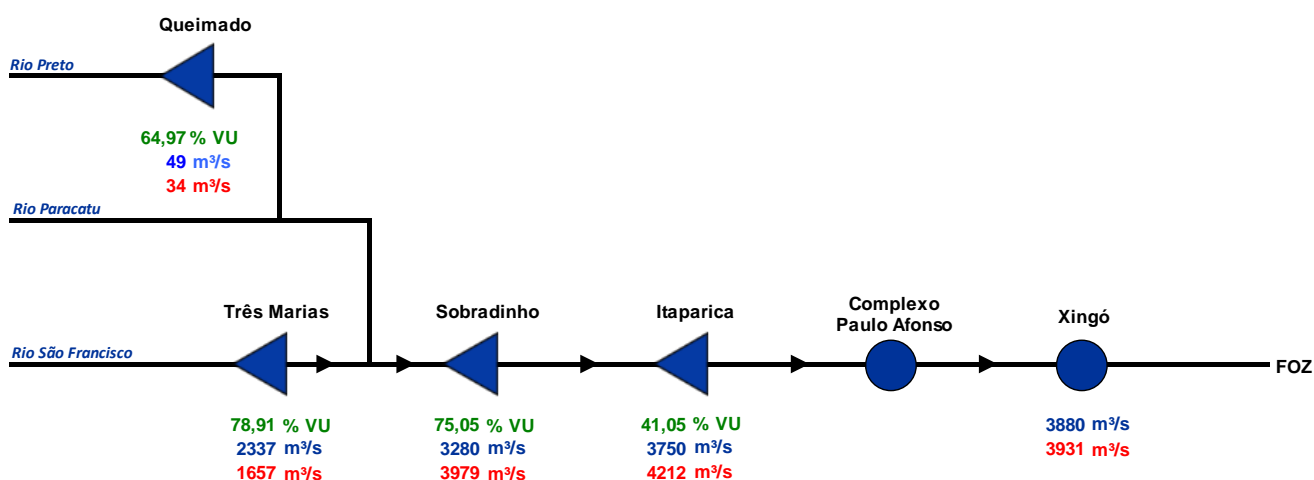 Queimado
Rio Preto
64,97 % VU
49 m³/s
34 m³/s
Rio Paracatu
Três Marias
Sobradinho
Itaparica
Complexo
Paulo Afonso
Xingó
Rio São Francisco
FOZ
78,91 % VU
2337 m³/s
1657 m³/s
75,05 % VU
3280 m³/s
3979 m³/s
41,05 % VU
3750 m³/s
4212 m³/s
3880 m³/s
3931 m³/s